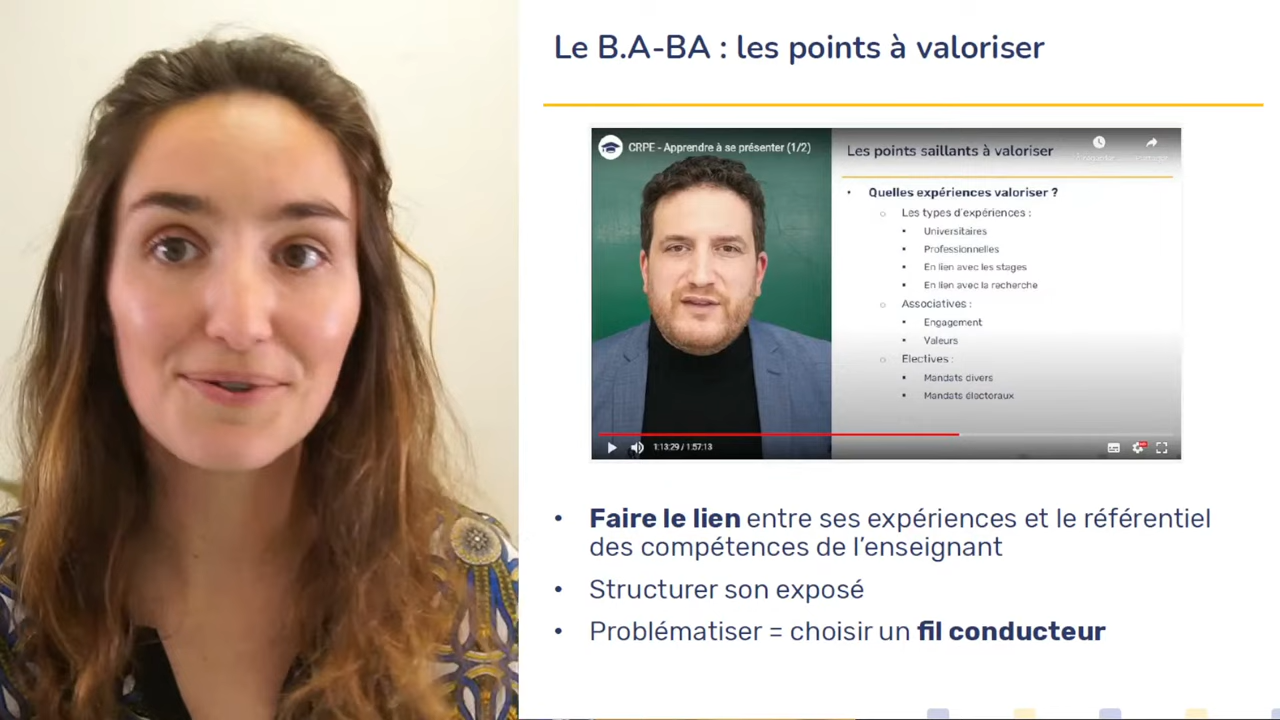 Le B.A-BA : les points à valoriser
CRPE - Apprendre à se présenter (1/2)
Les points saillants à valoriser
• Quelles expériences valoriser ?
○ Les types d'expériences :
▪ Universitaires
▪ Professionnelles
▪ En lien avec les stages
▪ En lien avec la recherche
○ Associatives :
▪ Engagement
▪ Valeurs
○ Electives :
▪ Mandats divers
▪ Mandats électoraux
1:13:29 / 1:57:13
• Faire le lien entre ses expériences et le référentiel
des compétences de l'enseignant
• Structurer son exposé
• Problématiser = choisir un fil conducteur